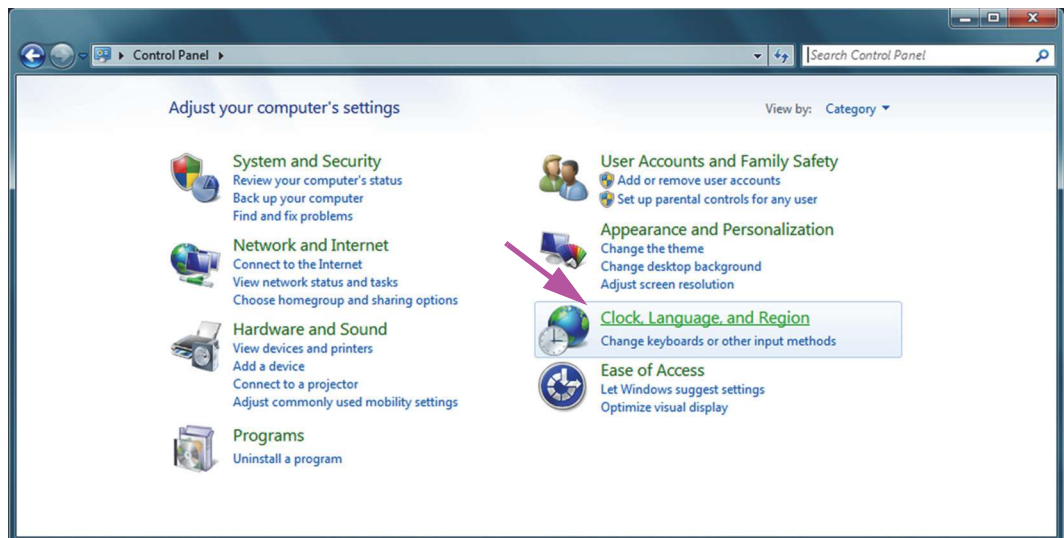 Control Panel
Search Control Panel
Adjust your computer's settings
View by: Category
System and Security
Review your computer's status
Back up your computer
Find and fix problems
Network and Internet
Connect to the Internet
View network status and tasks
Choose homegroup and sharing options
Hardware and Sound
View devices and printers
Add a device
Connect to a projector
Adjust commonly used mobility settings
Programs
Uninstall a program
User Accounts and Family Safety
Add or remove user accounts
Set up parental controls for any user
Appearance and Personalization
Change the theme
Change desktop background
Adjust screen resolution
Clock, Language, and Region
Change keyboards or other input methods
Ease of Access
Let Windows suggest settings
Optimize visual display